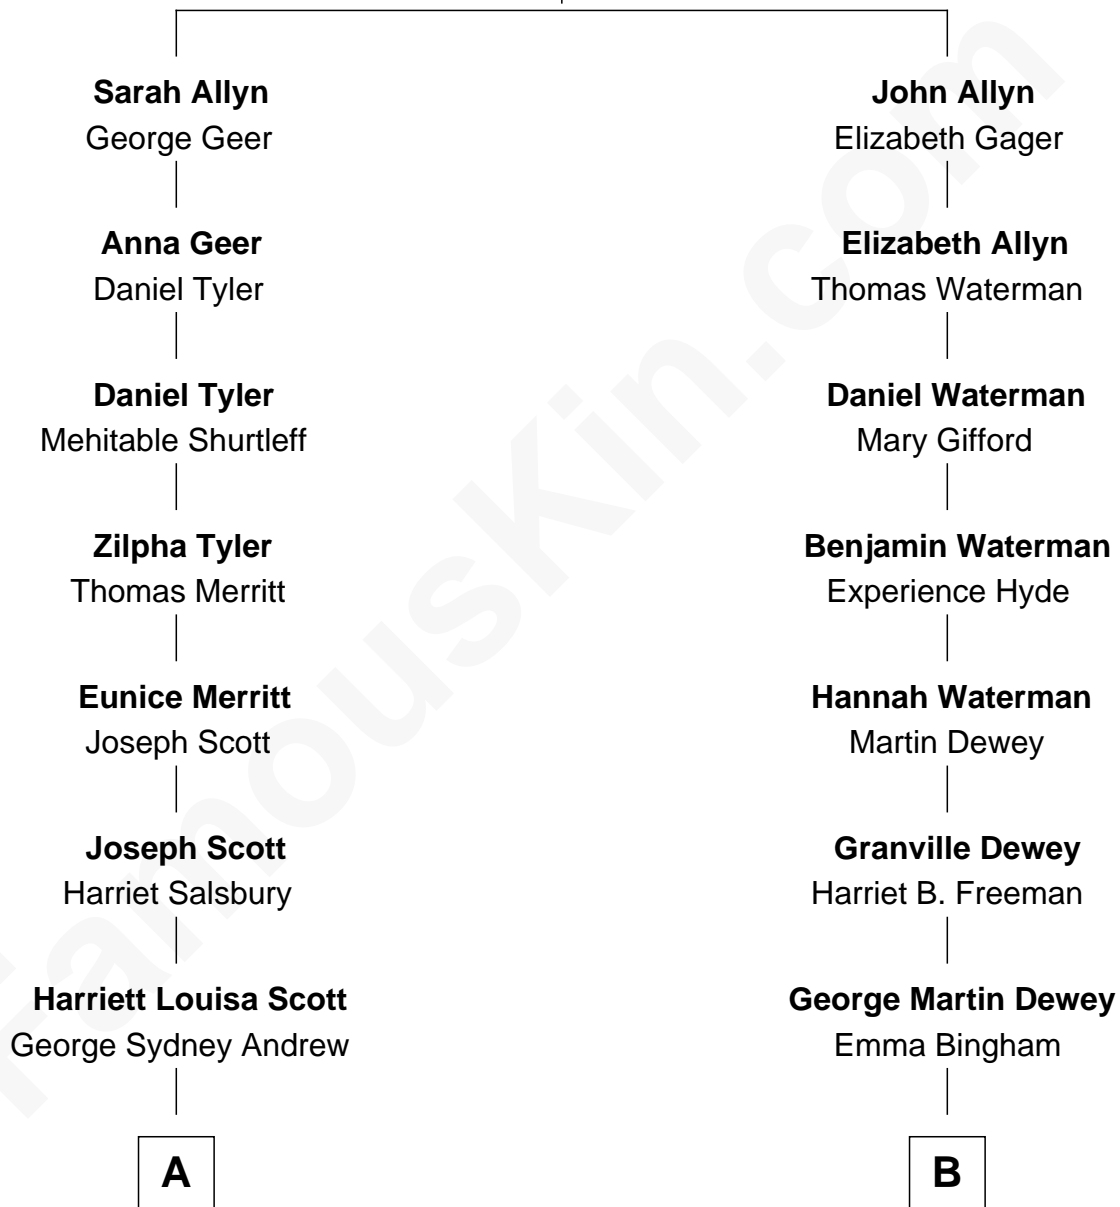 Sarah Allyn
George Geer
Anna Geer
Daniel Tyler
Daniel Tyler
Mehitable Shurtleff
Zilpha Tyler
Thomas Merritt
Eunice Merritt
Joseph Scott
Joseph Scott
Harriet Salsbury
Harriett Louisa Scott
George Sydney Andrew
A
John Allyn
Elizabeth Gager
Elizabeth Allyn
Thomas Waterman
Daniel Waterman
Mary Gifford
Benjamin Waterman
Experience Hyde
Hannah Waterman
Martin Dewey
Granville Dewey
Harriet B. Freeman
George Martin Dewey
Emma Bingham
B
FamousKin.com